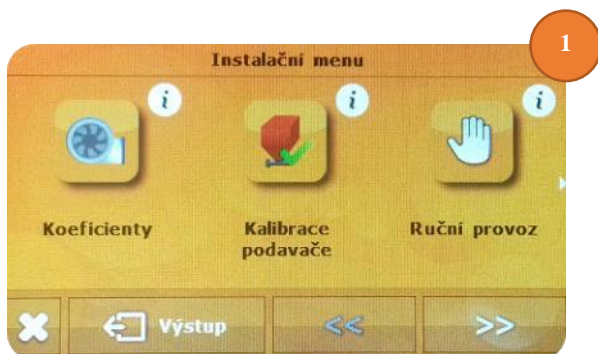 1
Instalační menu
i
i
i
Koeficienty
Kalibrace
podavače
Ruční provoz
Výstup
<<
>>